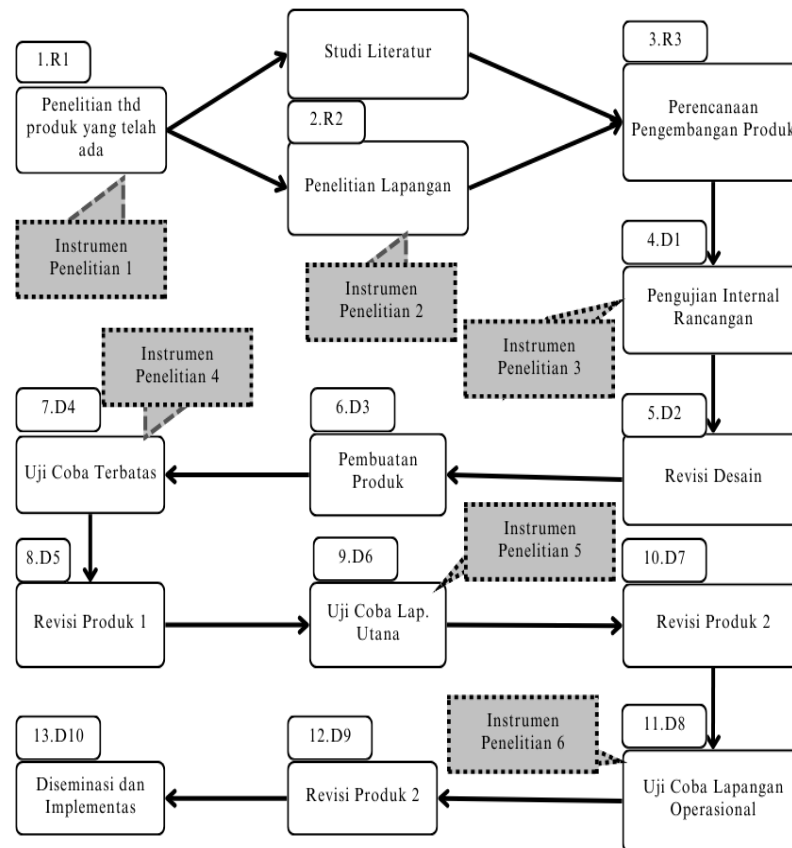 1.R1
Penelitian thd
produk yang telah
ada
Instrumen
Penelitian 1
Studi Literatur
2.R2
Penelitian Lapangan
Instrumen
Penelitian 2
3.R3
Perencanaan
Pengembangan Produk
4.D1
Pengujian Internal
Rancangan
Instrumen
Penelitian 3
5.D2
Revisi Desain
6.D3
Pembuatan
Produk
Instrumen
Penelitian 4
7.D4
Uji Coba Terbatas
8.D5
Revisi Produk 1
9.D6
Uji Coba Lap.
Utana
Instrumen
Penelitian 5
10.D7
Revisi Produk 2
11.D8
Uji Coba Lapangan
Operasional
Instrumen
Penelitian 6
12.D9
Revisi Produk 2
13.D10
Diseminasi dan
Implementas